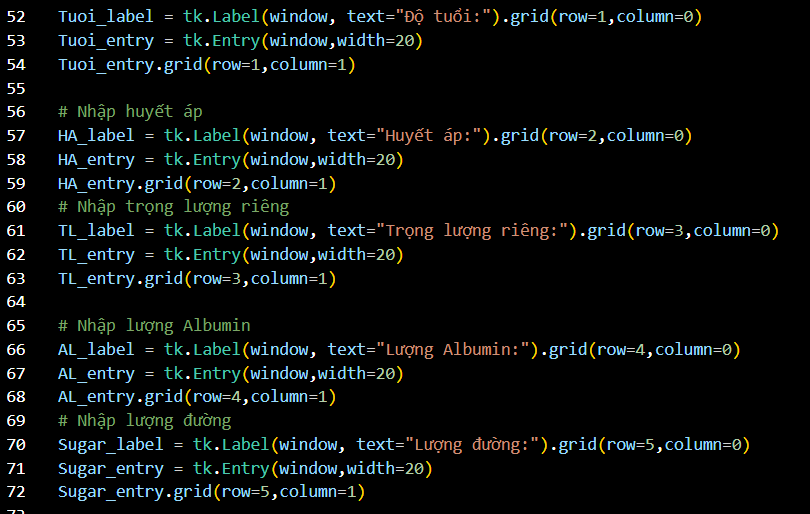 52 Tuoi_label = tk.Label(window, text="Độ tuổi:").grid(row=1,column=0)
53 Tuoi_entry = tk.Entry(window,width=20)
54 Tuoi_entry.grid(row=1,column=1)
55
56 # Nhập huyết áp
57 HA_label = tk.Label(window, text="Huyết áp:").grid(row=2,column=0)
58 HA_entry = tk.Entry(window,width=20)
59 HA_entry.grid(row=2,column=1)
60 # Nhập trọng lượng riêng
61 TL_label = tk.Label(window, text="Trọng lượng riêng:").grid(row=3,column=0)
62 TL_entry = tk.Entry(window,width=20)
63 TL_entry.grid(row=3,column=1)
64
65 # Nhập lượng Albumin
66 AL_label = tk.Label(window, text="Lượng Albumin:").grid(row=4,column=0)
67 AL_entry = tk.Entry(window,width=20)
68 AL_entry.grid(row=4,column=1)
69 # Nhập lượng đường
70 Sugar_label = tk.Label(window, text="Lượng đường:").grid(row=5,column=0)
71 Sugar_entry = tk.Entry(window,width=20)
72 Sugar_entry.grid(row=5,column=1)